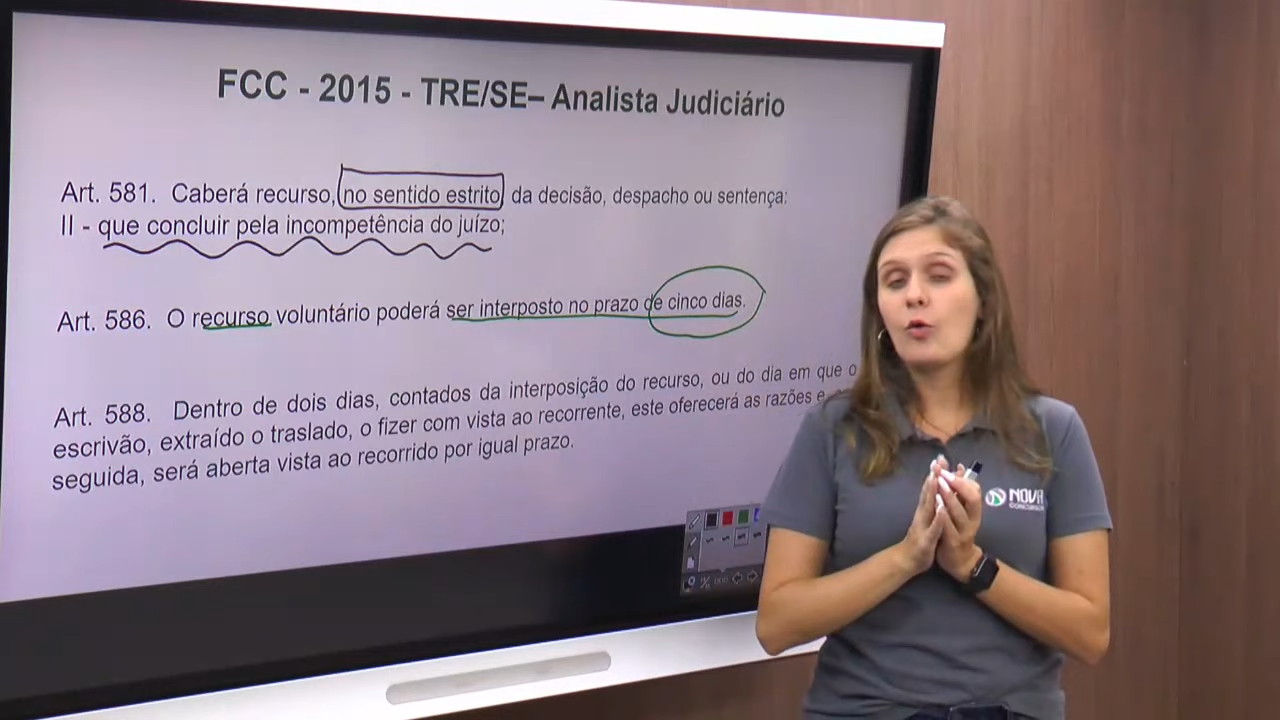 FCC - 2015 - TRE/SE– Analista Judiciário
Art. 581. Caberá recurso, no sentido estrito, da decisão, despacho ou sentença:
II - que concluir pela incompetência do juízo;
Art. 586. O recurso voluntário poderá ser interposto no prazo de cinco dias.
Art. 588. Dentro de dois dias, contados da interposição do recurso, ou do dia em que o
escrivão, extraído o traslado, o fizer com vista ao recorrente, este oferecerá as razões e
seguida, será aberta vista ao recorrido por igual prazo.
NOVA
CONCURSOS